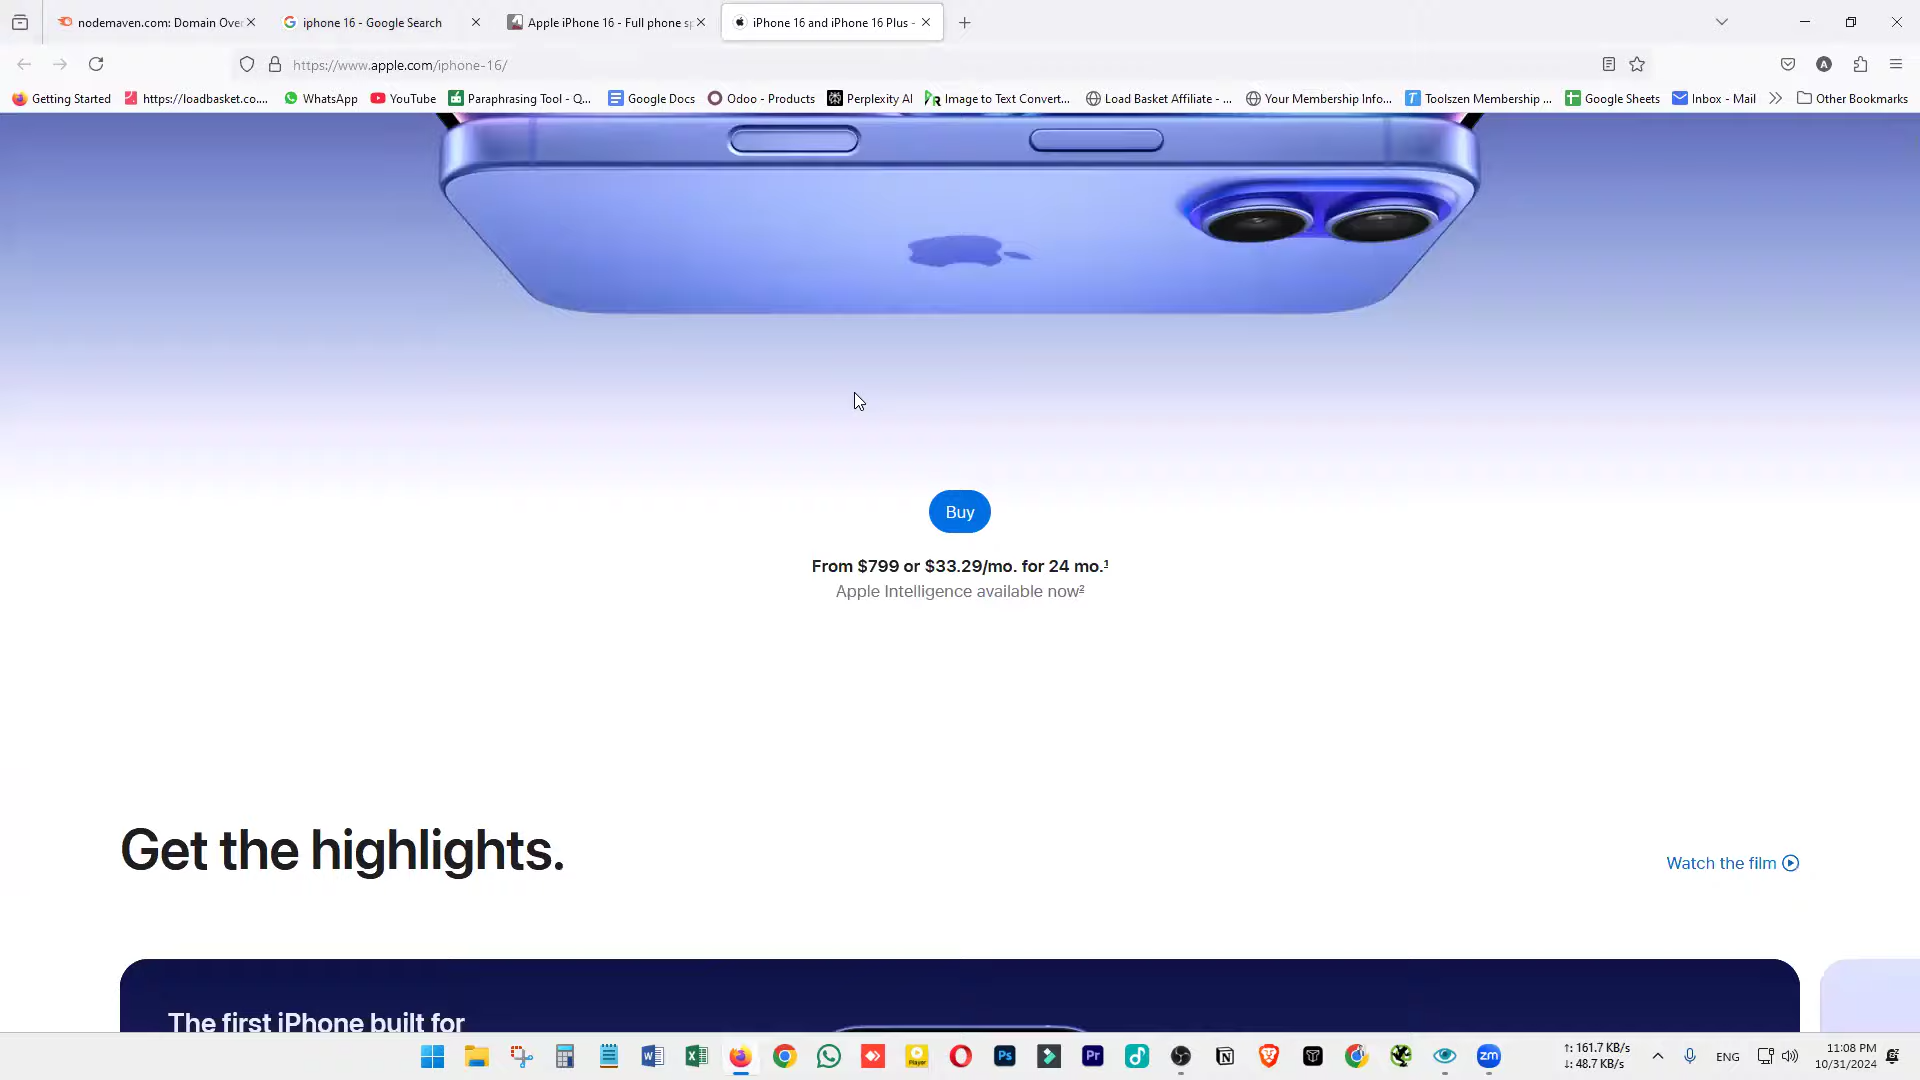 nodemaven.com: Domain Ove
iphone 16 - Google Search
Apple iPhone 16 - Full phone sp
iPhone 16 and iPhone 16 Plus -
https://www.apple.com/iphone-16/
A
Getting Started
https://loadbasket.co....
WhatsApp
YouTube
Paraphrasing Tool - Q...
Google Docs
Odoo - Products
Perplexity AI
Image to Text Convert...
Load Basket Affiliate - ...
Your Membership Info...
Toolszen Membership ...
Google Sheets
Inbox - Mail
Other Bookmarks
Buy
From $799 or $33.29/mo. for 24 mo.¹
Apple Intelligence available now²
Get the highlights.
Watch the film
The first iPhone built for
Ps
Pr
zm
↑: 161.7 KB/s
↓: 48.7 KB/s
ENG
11:08 PM
10/31/2024